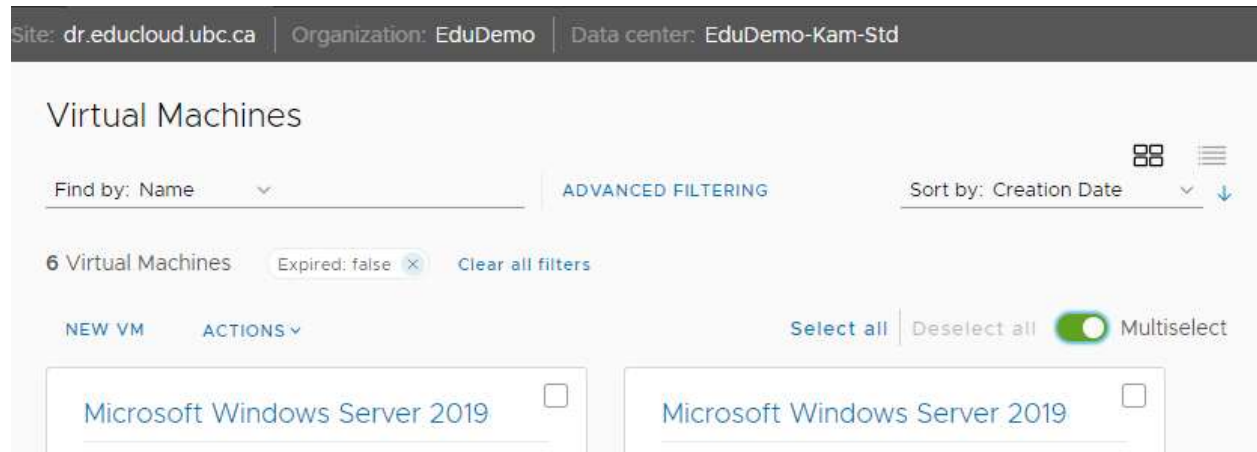 Site: dr.educloud.ubc.ca Organization: EduDemo Data center: EduDemo-Kam-Std
Virtual Machines
Find by: Name ADVANCED FILTERING Sort by: Creation Date
6 Virtual Machines Expired: false Clear all filters
NEW VM ACTIONS Select all Deselect all Multiselect
Microsoft Windows Server 2019 Microsoft Windows Server 2019